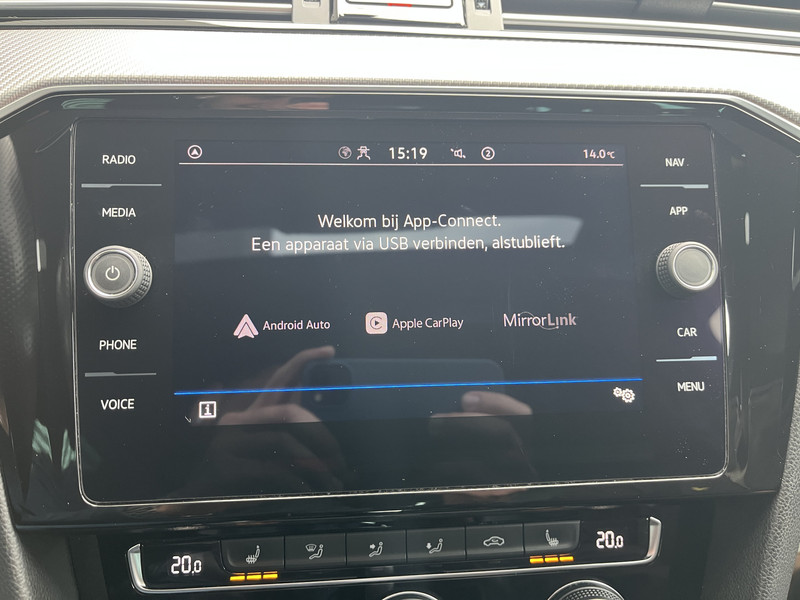 RADIO
MEDIA
PHONE
VOICE
15:19
2
14.0°C
Welkom bij App-Connect.
Een apparaat via USB verbinden, alstublieft.
Android Auto
Apple CarPlay
MirrorLink
i
NAV
APP
CAR
MENU
20.0
20.0